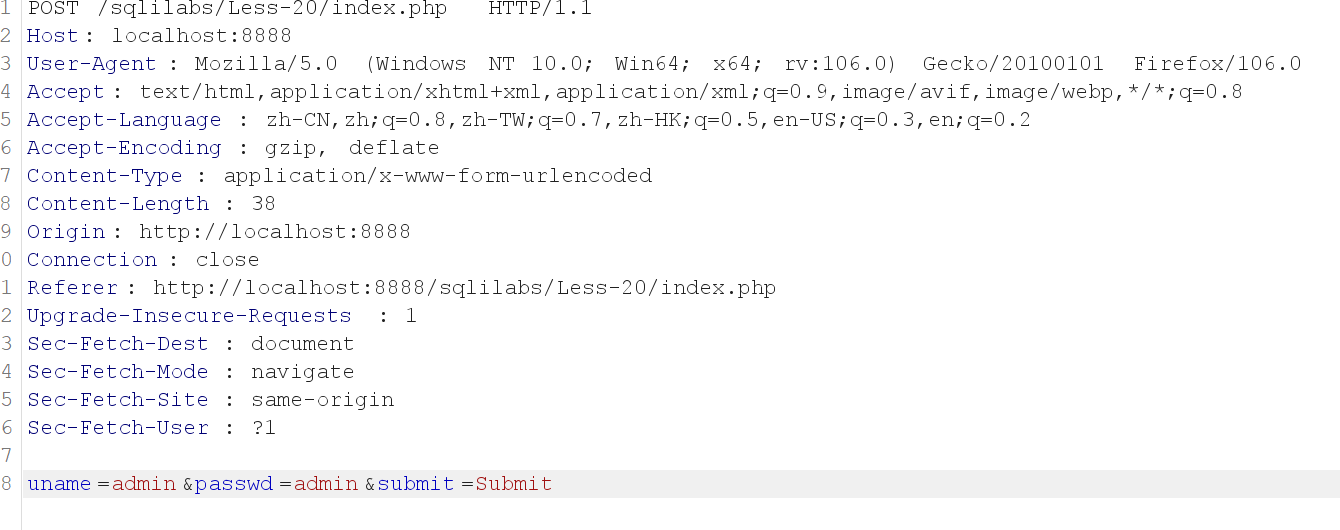 1 POST /sqlilabs/Less-20/index.php HTTP/1.1
2 Host: localhost:8888
3 User-Agent : Mozilla/5.0 (Windows NT 10.0; Win64; x64; rv:106.0) Gecko/20100101 Firefox/106.0
4 Accept: text/html,application/xhtml+xml,application/xml;q=0.9,image/avif,image/webp,*/*;q=0.8
5 Accept-Language : zh-CN,zh;q=0.8,zh-TW;q=0.7,zh-HK;q=0.5,en-US;q=0.3,en;q=0.2
6 Accept-Encoding : gzip, deflate
7 Content-Type : application/x-www-form-urlencoded
8 Content-Length : 38
9 Origin: http://localhost:8888
0 Connection : close
1 Referer: http://localhost:8888/sqlilabs/Less-20/index.php
2 Upgrade-Insecure-Requests : 1
3 Sec-Fetch-Dest : document
4 Sec-Fetch-Mode : navigate
5 Sec-Fetch-Site : same-origin
6 Sec-Fetch-User : ?1
7
8 uname=admin&passwd=admin&submit=Submit